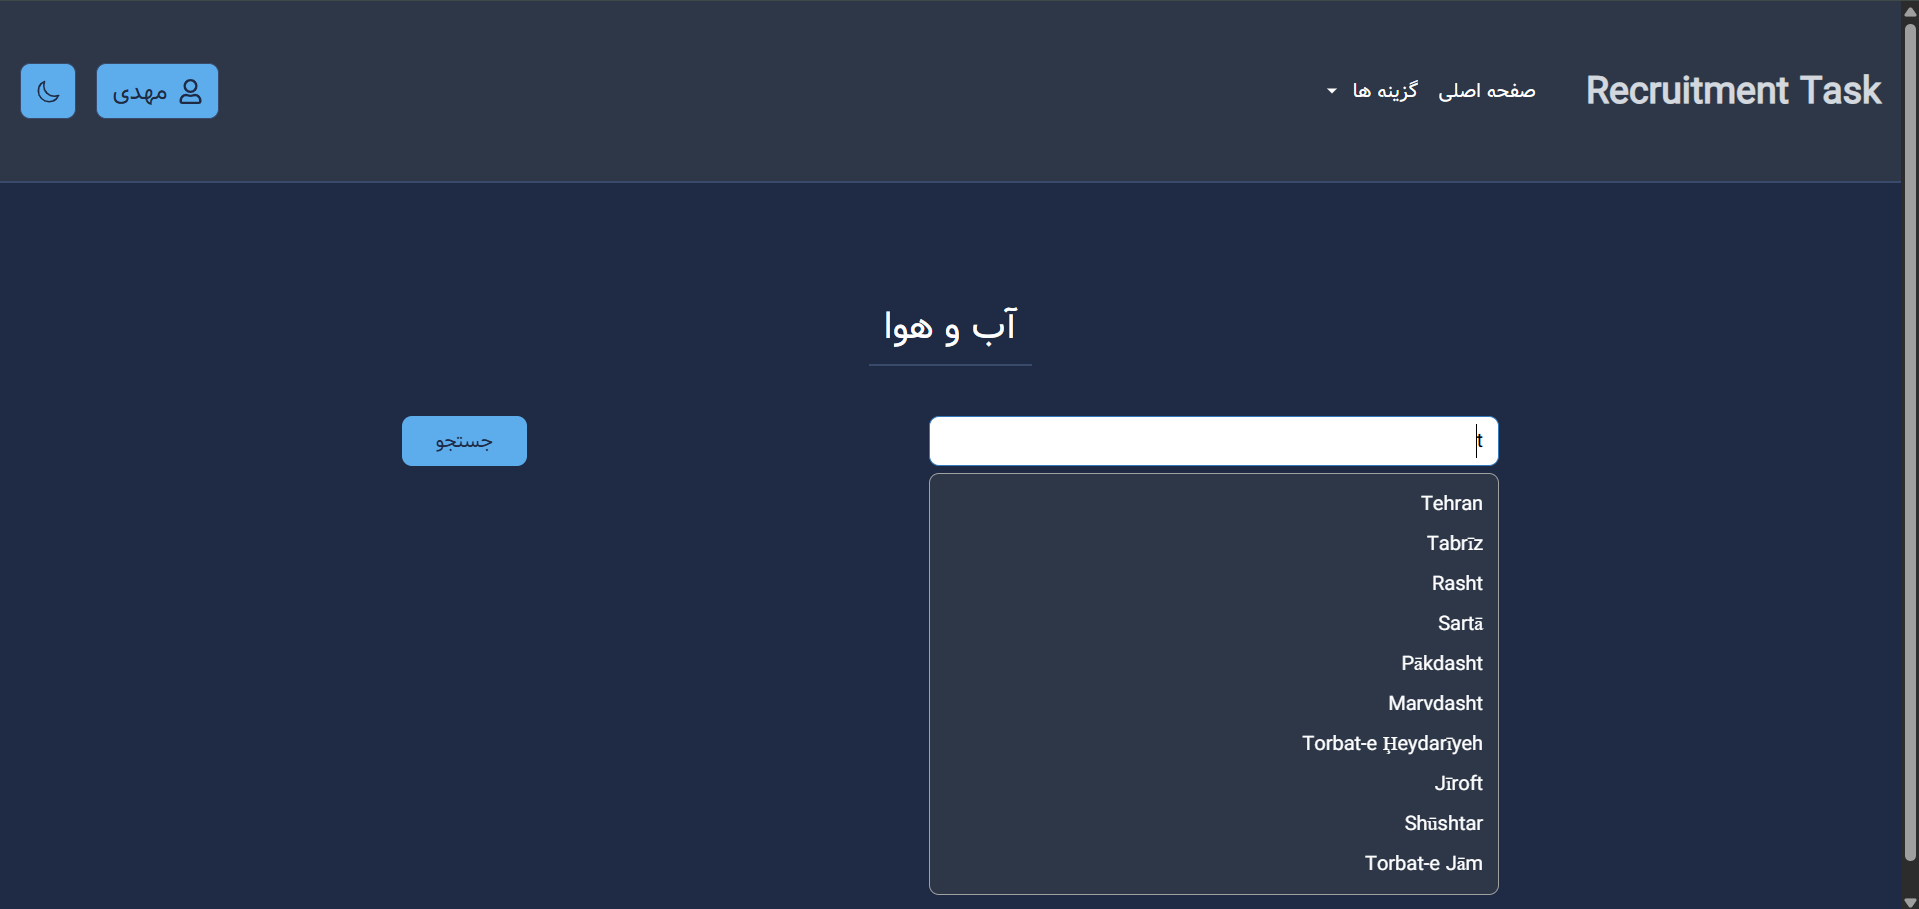 Recruitment Task
صفحه اصلی
گزینه ها
مهدی
آب و هوا
t
جستجو
Tehran
Tabrīz
Rasht
Sartā
Pākdasht
Marvdasht
Torbat-e Ḩeydarīyeh
Jīroft
Shūshtar
Torbat-e Jām